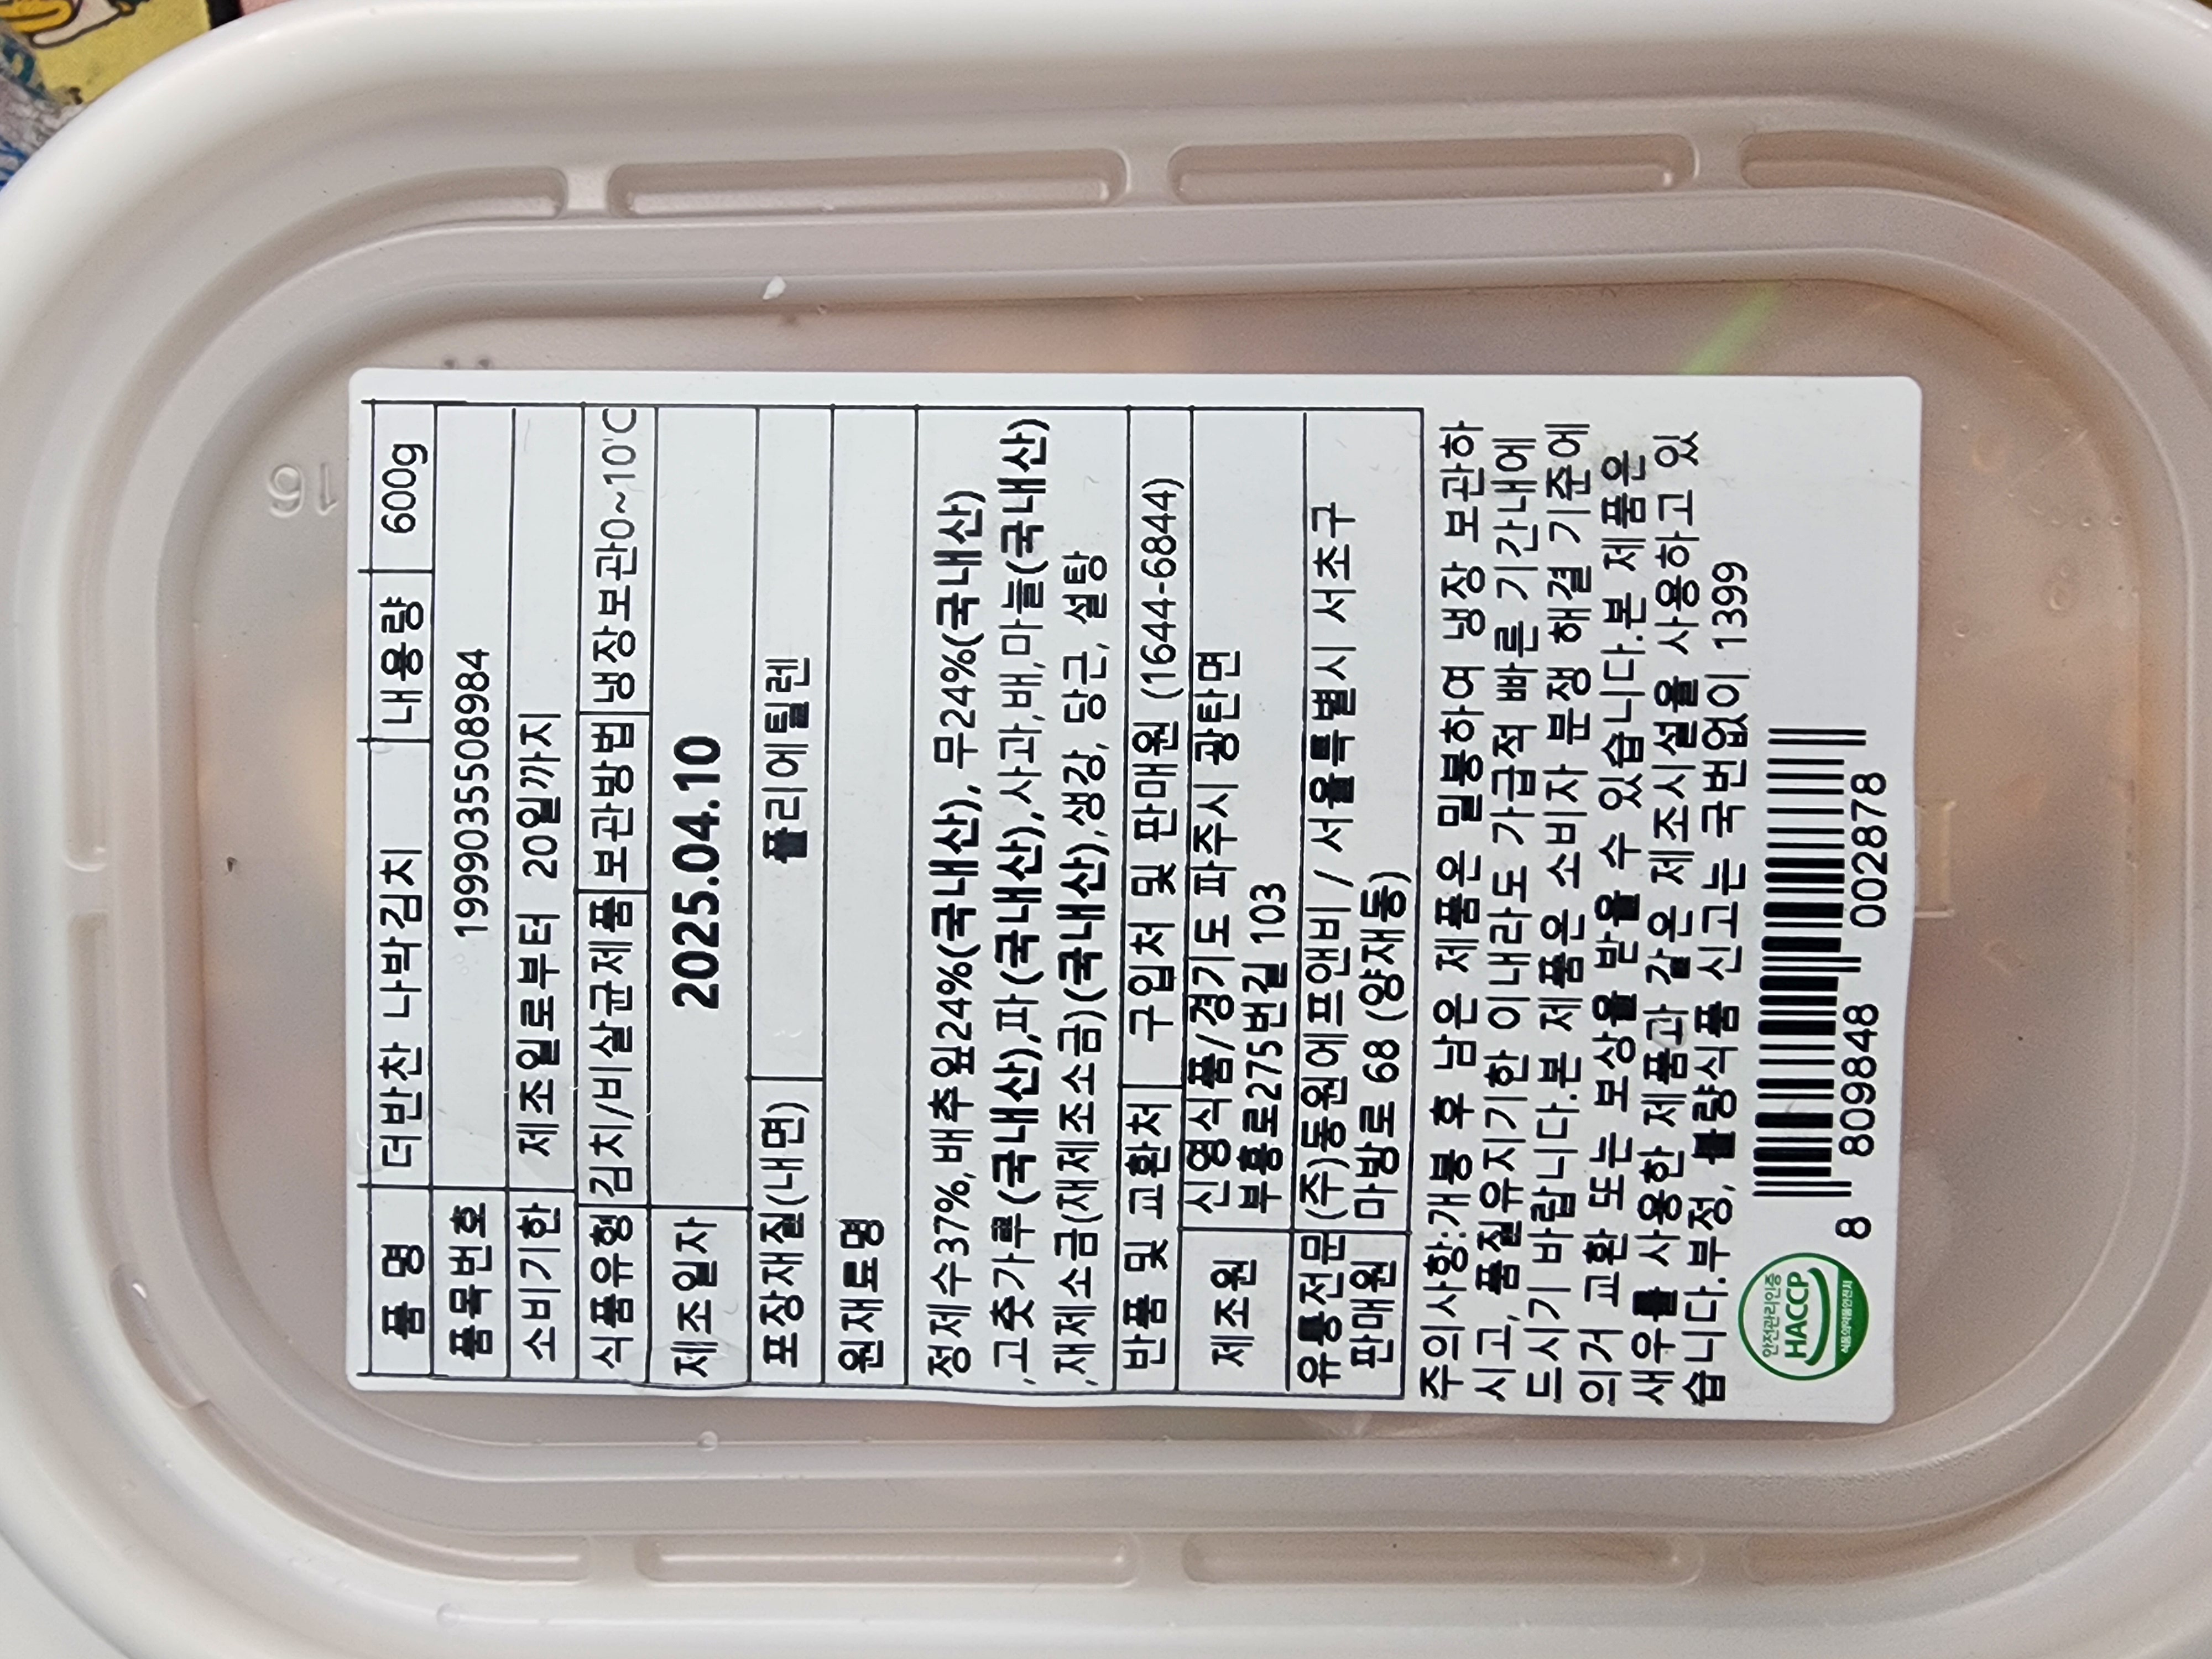 16
품 명 더반찬 나박김치 내용량 600g
품목번호 19990355508984
소비기한 제조일로부터 20일까지
식품유형 김치/비살균제품 보관방법 냉장보관0~10'C
제조일자 2025.04.10
포장재질(내면) 폴리에틸렌
원재료명
정제수37%,배추잎24%(국내산), 무24%(국내산)
,고춧가루(국내산),파(국내산),사과,배,마늘(국내산)
,재제소금(재제조소금)(국내산),생강, 당근, 설탕
반품 및 교환처 구입처 및 판매원 (1644-6844)
제조원 신영식품/경기도 파주시 광탄면
부흥로275번길 103
유통전문 (주)동원에프앤비 / 서울특별시 서초구
판매원 마방로 68 (양재동)
주의사항:개봉 후 남은 제품은 밀봉하여 냉장 보관하
시고, 품질유지기한 이내라도 가급적 빠른 기간내에
드시기 바랍니다.본 제품은 소비자 분쟁 해결 기준에
의거 교환 또는 보상을 받을 수 있습니다.본 제품은
새우를 사용한 제품과 같은 제조시설을 사용하고 있
습니다.부정, 불량식품 신고는 국번없이 1399
안전관리인증
HACCP
식품의약품안전처
8 809848 002878